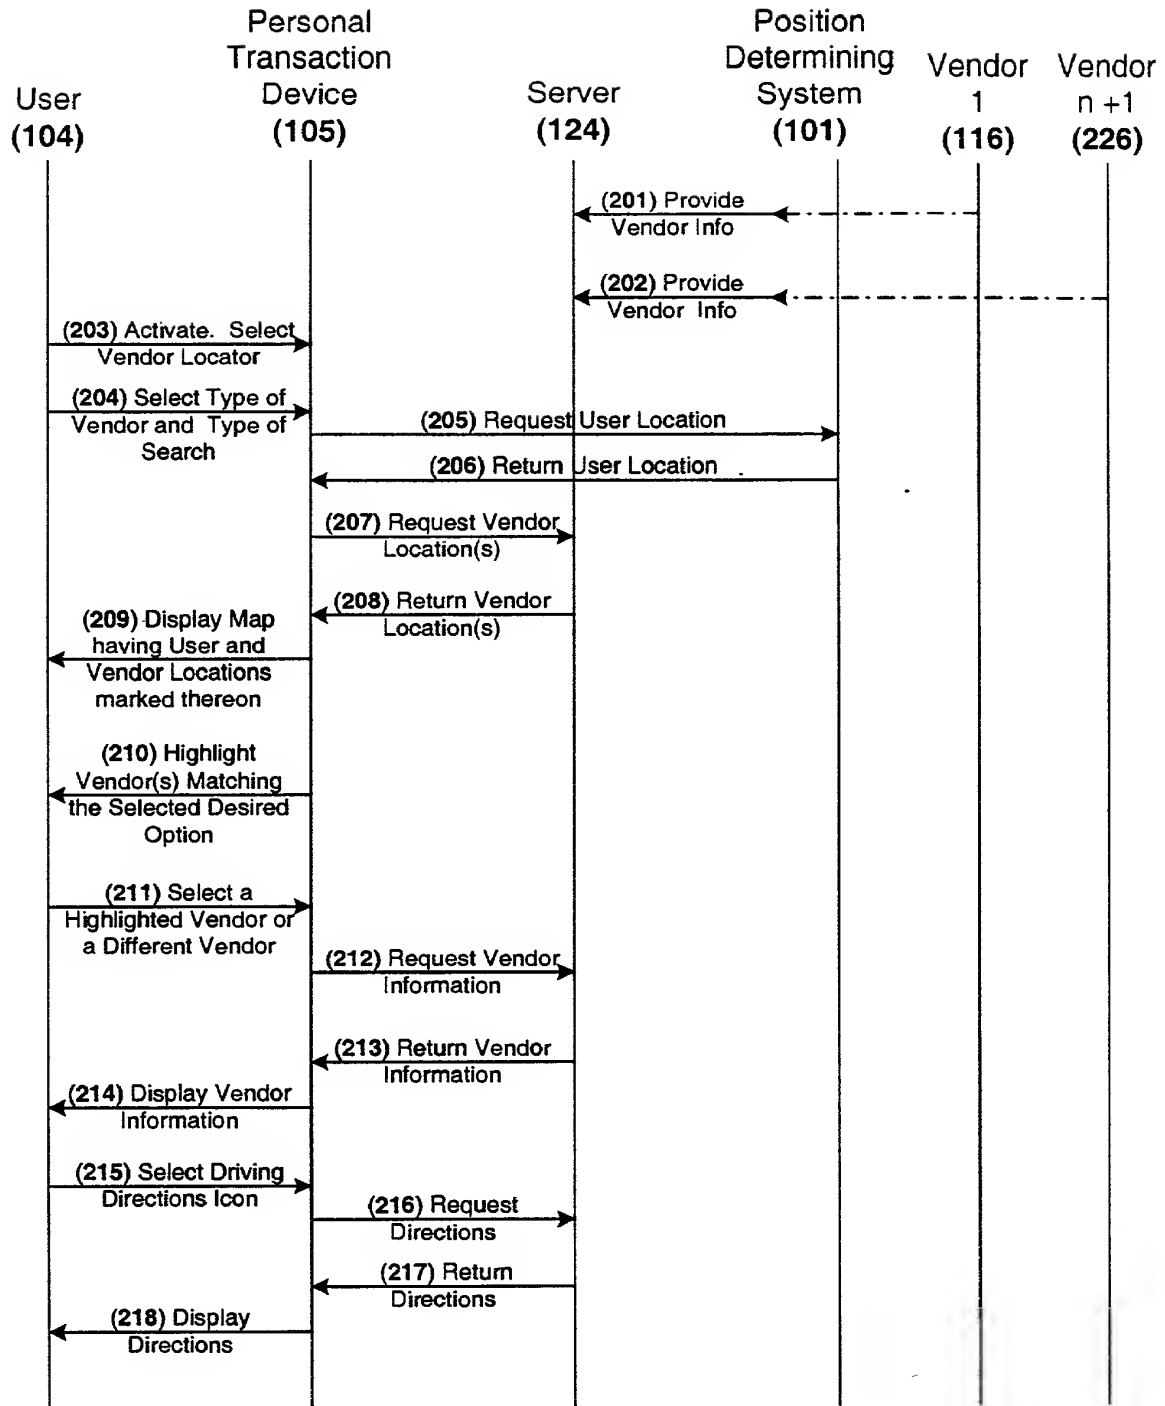 Personal
Transaction
Device
(105)
Position
Determining
System
(101)
User
(104)
Server
(124)
Vendor
1
(116)
Vendor
n +1
(226)
(201) Provide
Vendor Info
(202) Provide
Vendor Info
(203) Activate. Select
Vendor Locator
(204) Select Type of
Vendor and Type of
Search
(205) Request User Location
(206) Return User Location
(207) Request Vendor
Location(s)
(208) Return Vendor
Location(s)
(209) Display Map
having User and
Vendor Locations
marked thereon
(210) Highlight
Vendor(s) Matching
the Selected Desired
Option
(211) Select a
Highlighted Vendor or
a Different Vendor
(212) Request Vendor
Information
(213) Return Vendor
Information
(214) Display Vendor
Information
(215) Select Driving
Directions Icon
(216) Request
Directions
(217) Return
Directions
(218) Display
Directions